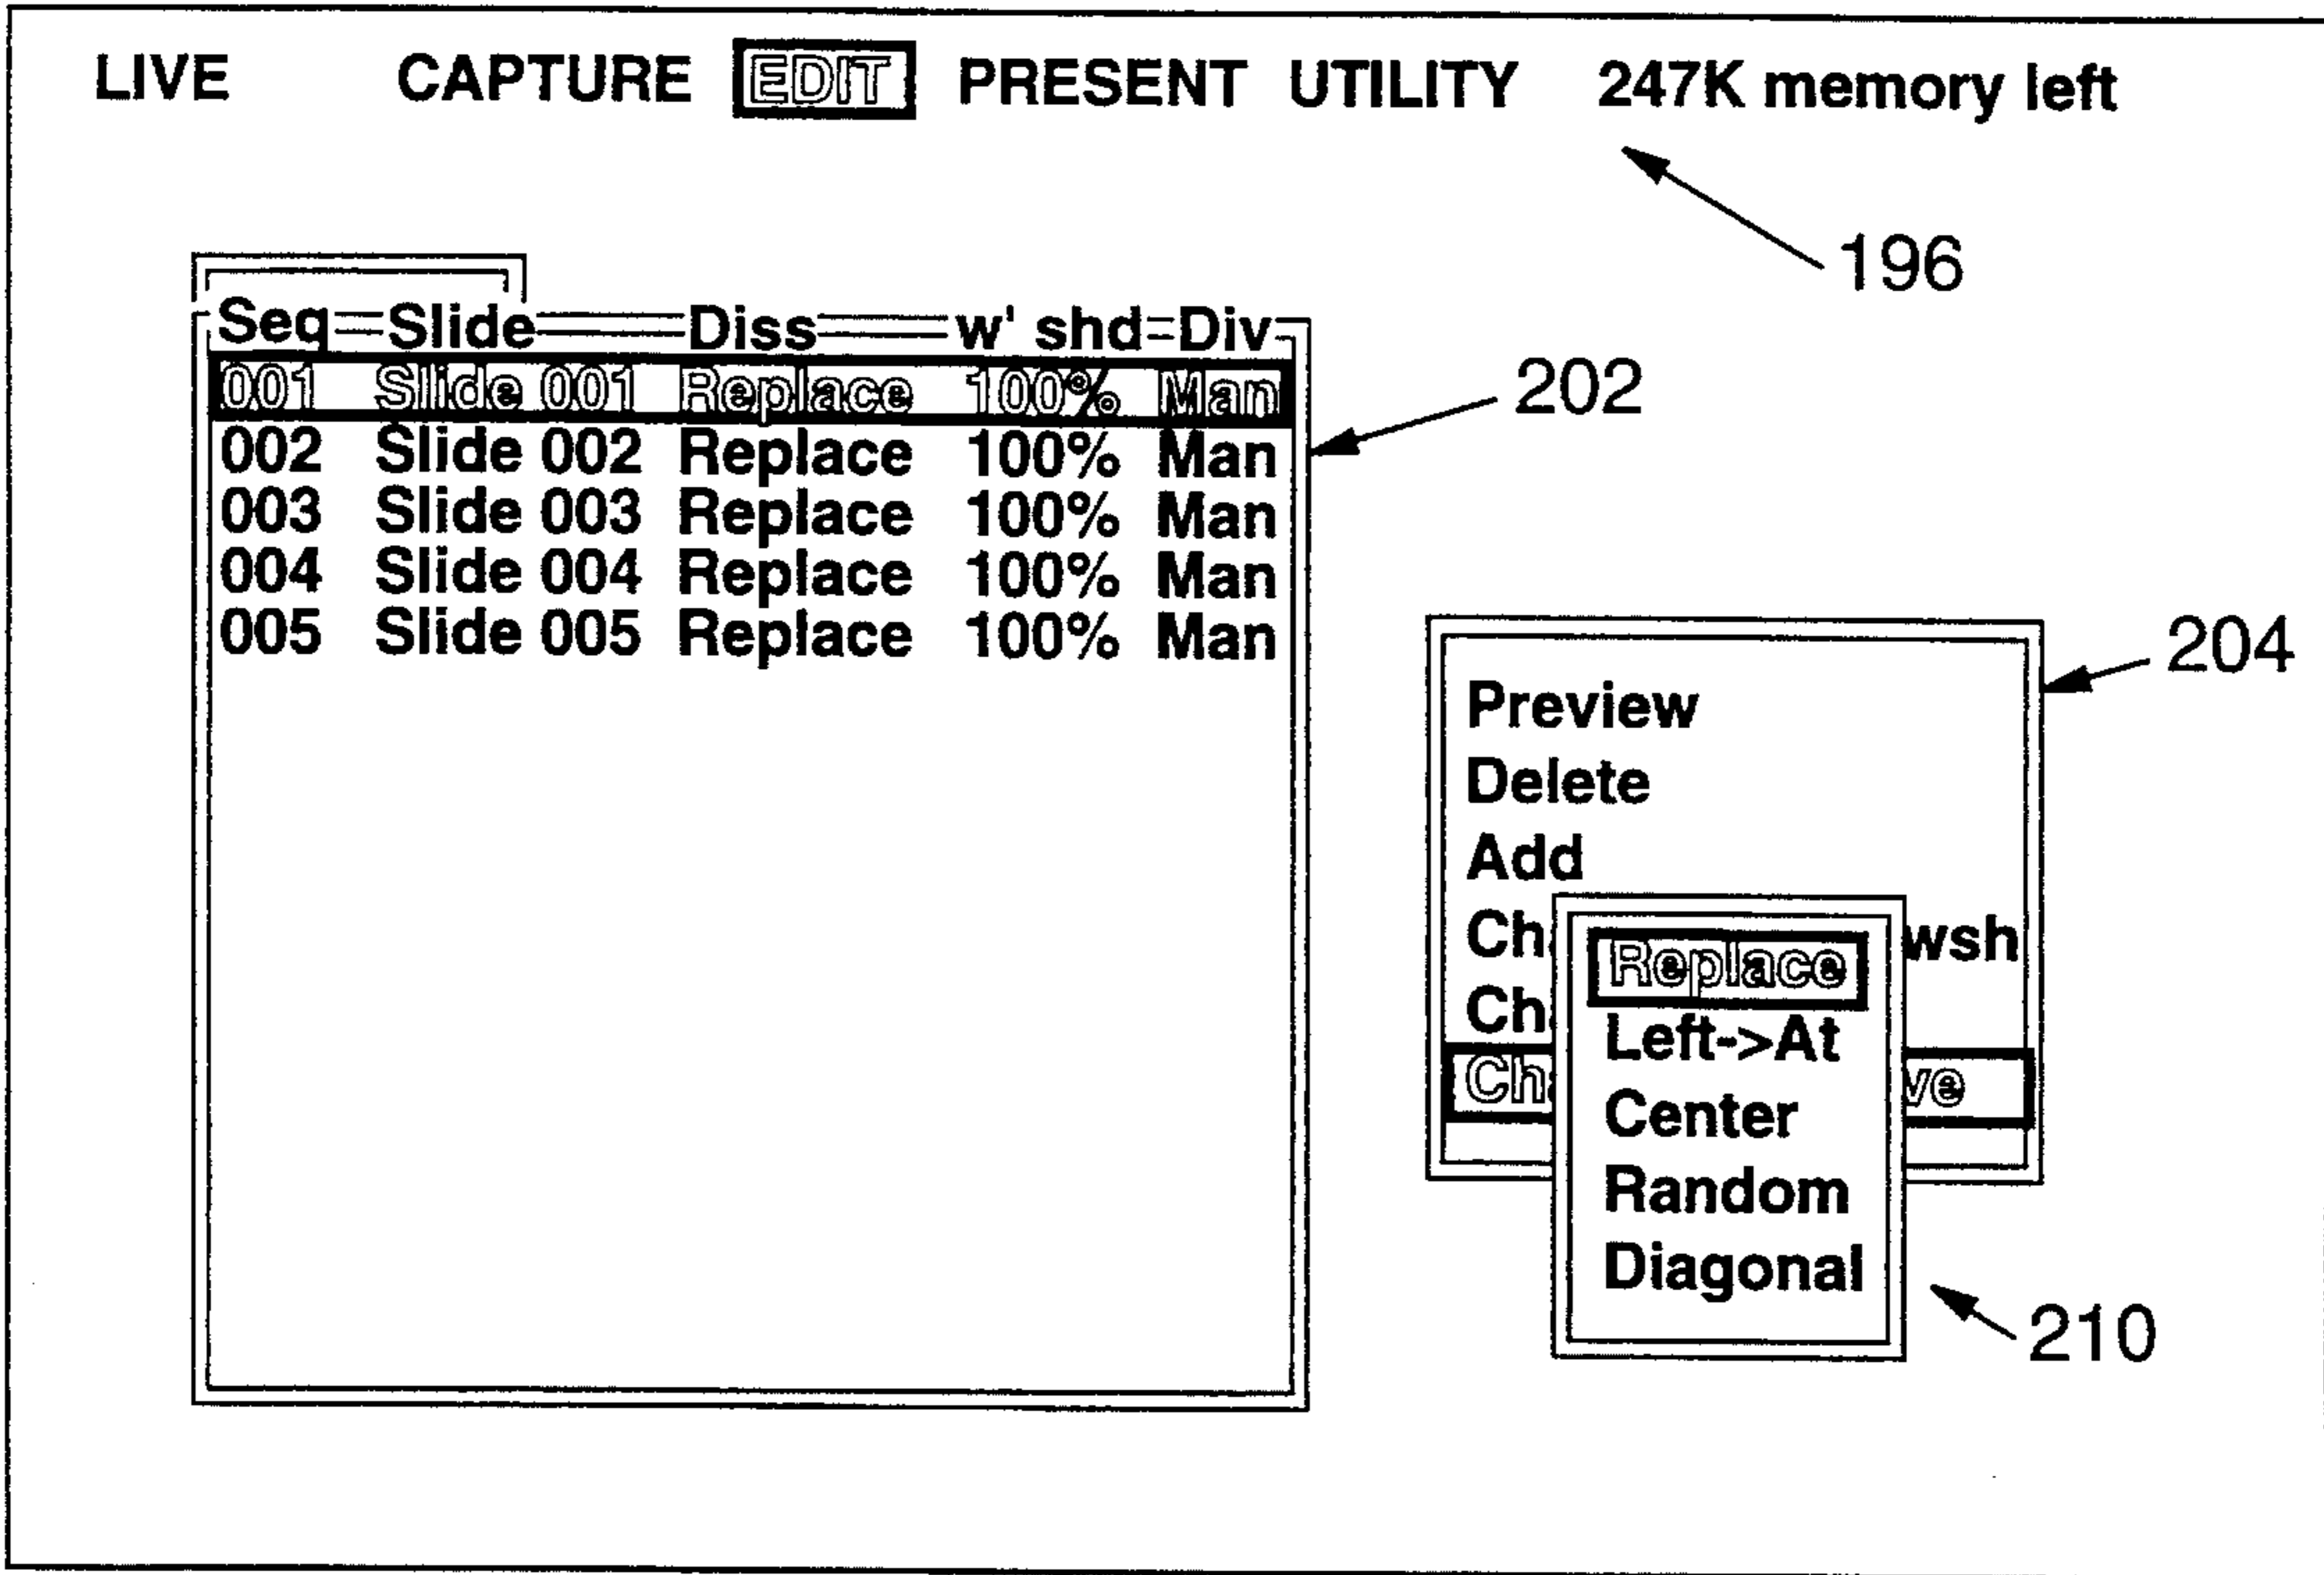 LIVE CAPTURE EDIT PRESENT UTILITY 247K memory left
196
Seq Slide Diss w' shd Div
001 Slide 001 Replace 100% Man
002 Slide 002 Replace 100% Man
003 Slide 003 Replace 100% Man
004 Slide 004 Replace 100% Man
005 Slide 005 Replace 100% Man
202
204
Preview
Delete
Add
Ch wsh
Ch
Ch ve
Replace
Left->At
Center
Random
Diagonal
210